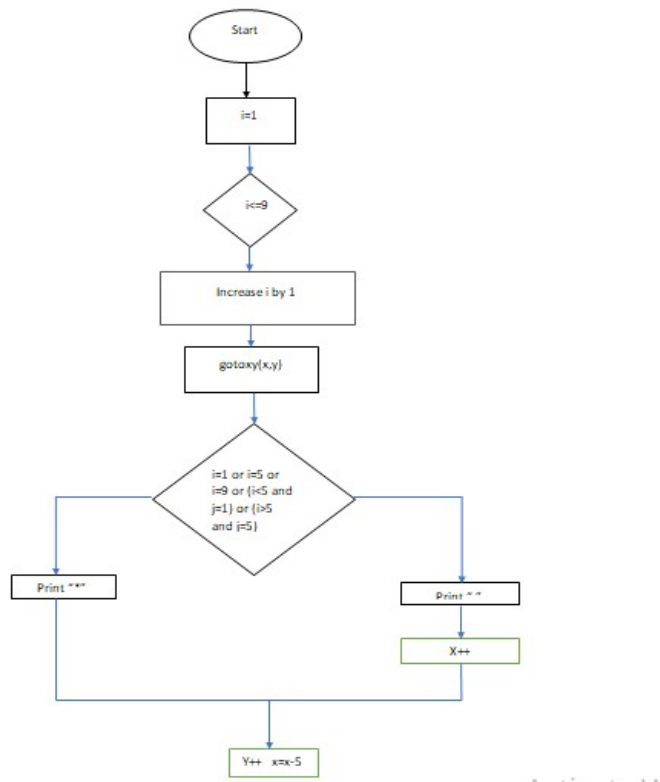 Start
i=1
i<=9
Increase i by 1
gotoxy(x,y)
i=1 or i=5 or
i=9 or (i<5 and
j=1) or (i>5
and j=5)
Print "*"
Print " "
X++
Y++ x=x-5